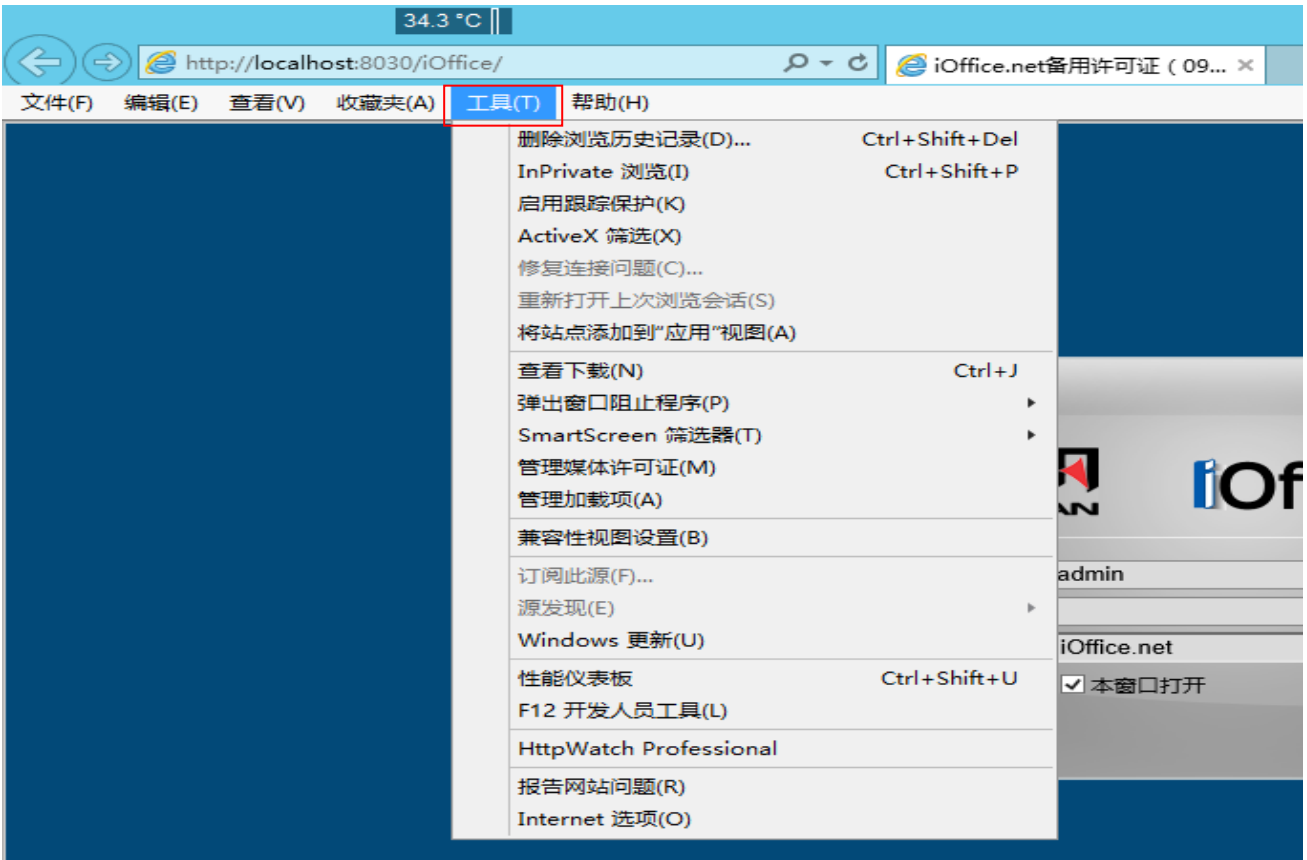 34.3 °C
http://localhost:8030/iOffice/
iOffice.net备用许可证 ( 09...
文件(F) 编辑(E) 查看(V) 收藏夹(A) 工具(T) 帮助(H)
删除浏览历史记录(D)... Ctrl+Shift+Del
InPrivate 浏览(I) Ctrl+Shift+P
启用跟踪保护(K)
ActiveX 筛选(X)
修复连接问题(C)...
重新打开上次浏览会话(S)
将站点添加到"应用"视图(A)
查看下载(N) Ctrl+J
弹出窗口阻止程序(P)
SmartScreen 筛选器(T)
管理媒体许可证(M)
管理加载项(A)
兼容性视图设置(B)
订阅此源(F)...
源发现(E)
Windows 更新(U)
性能仪表板 Ctrl+Shift+U
F12 开发人员工具(L)
HttpWatch Professional
报告网站问题(R)
Internet 选项(O)
AN
iOf
admin
iOffice.net
本窗口打开